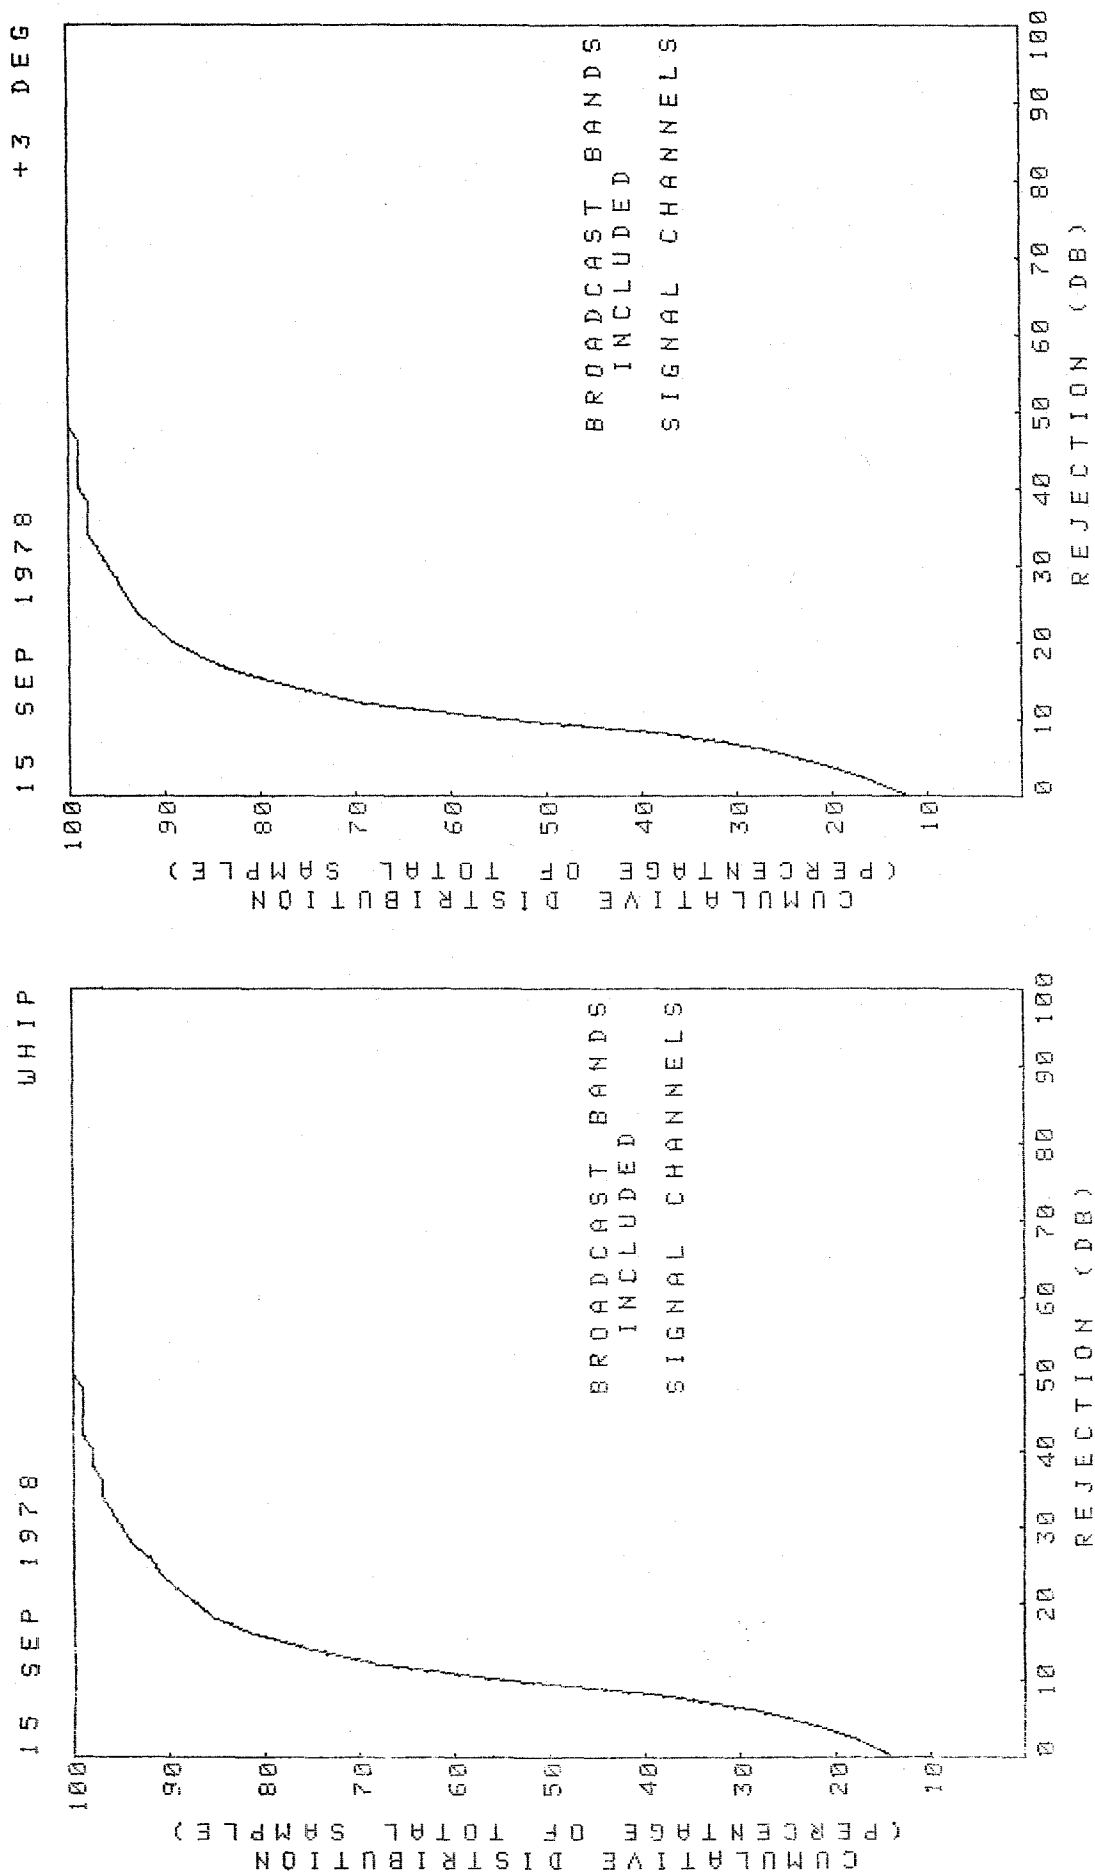 15 SEP 1978 WHIP
100
90
80
70
60
50
40
30
20
10
CUMULATIVE DISTRIBUTION
(PERCENTAGE OF TOTAL SAMPLE)
BROADCAST BANDS
INCLUDED
SIGNAL CHANNELS
0 10 20 30 40 50 60 70 80 90 100
REJECTION (DB)
15 SEP 1978 +3 DEG
100
90
80
70
60
50
40
30
20
10
CUMULATIVE DISTRIBUTION
(PERCENTAGE OF TOTAL SAMPLE)
BROADCAST BANDS
INCLUDED
SIGNAL CHANNELS
0 10 20 30 40 50 60 70 80 90 100
REJECTION (DB)